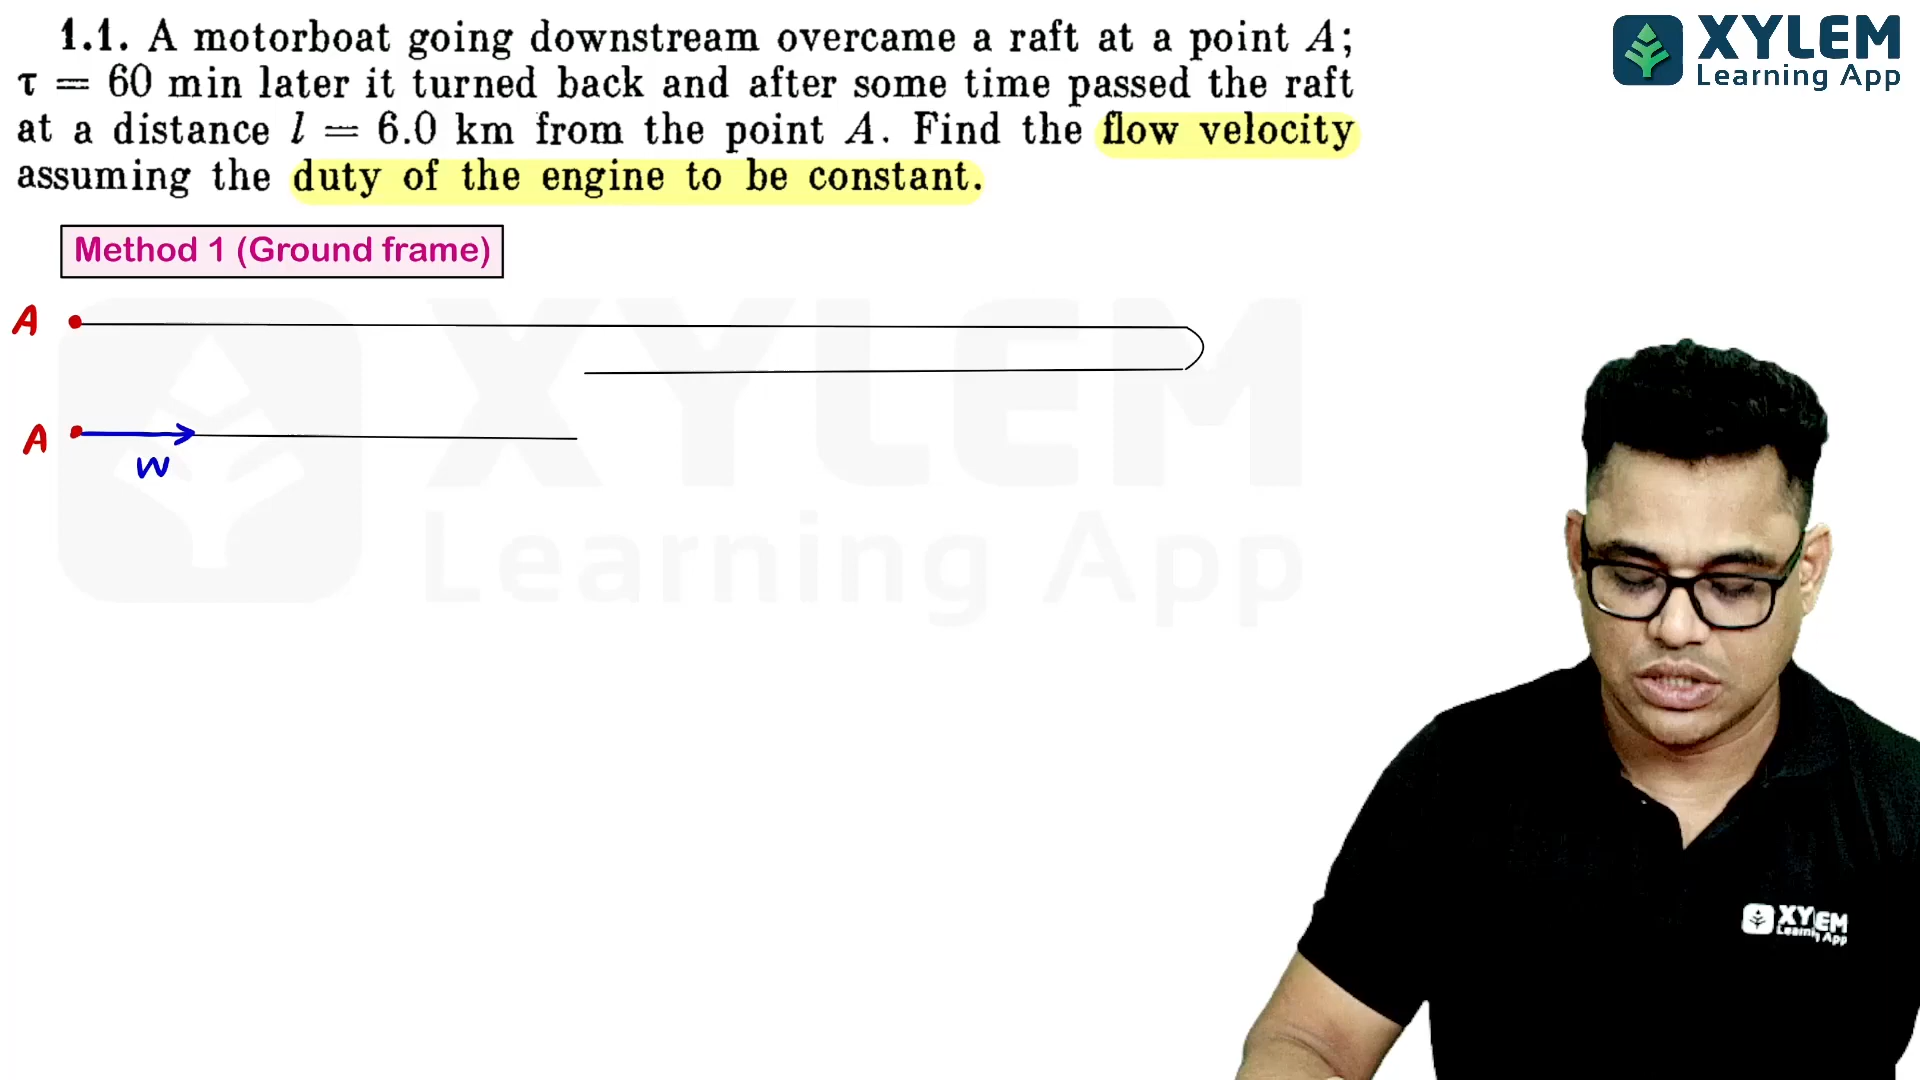 1.1. A motorboat going downstream overcame a raft at a point A;
τ = 60 min later it turned back and after some time passed the raft
at a distance l = 6.0 km from the point A. Find the flow velocity
assuming the duty of the engine to be constant.
XYLEM
Learning App
Method 1 (Ground frame)
A
A
W
XYLEM
Learning App
XYLEM
Learning App